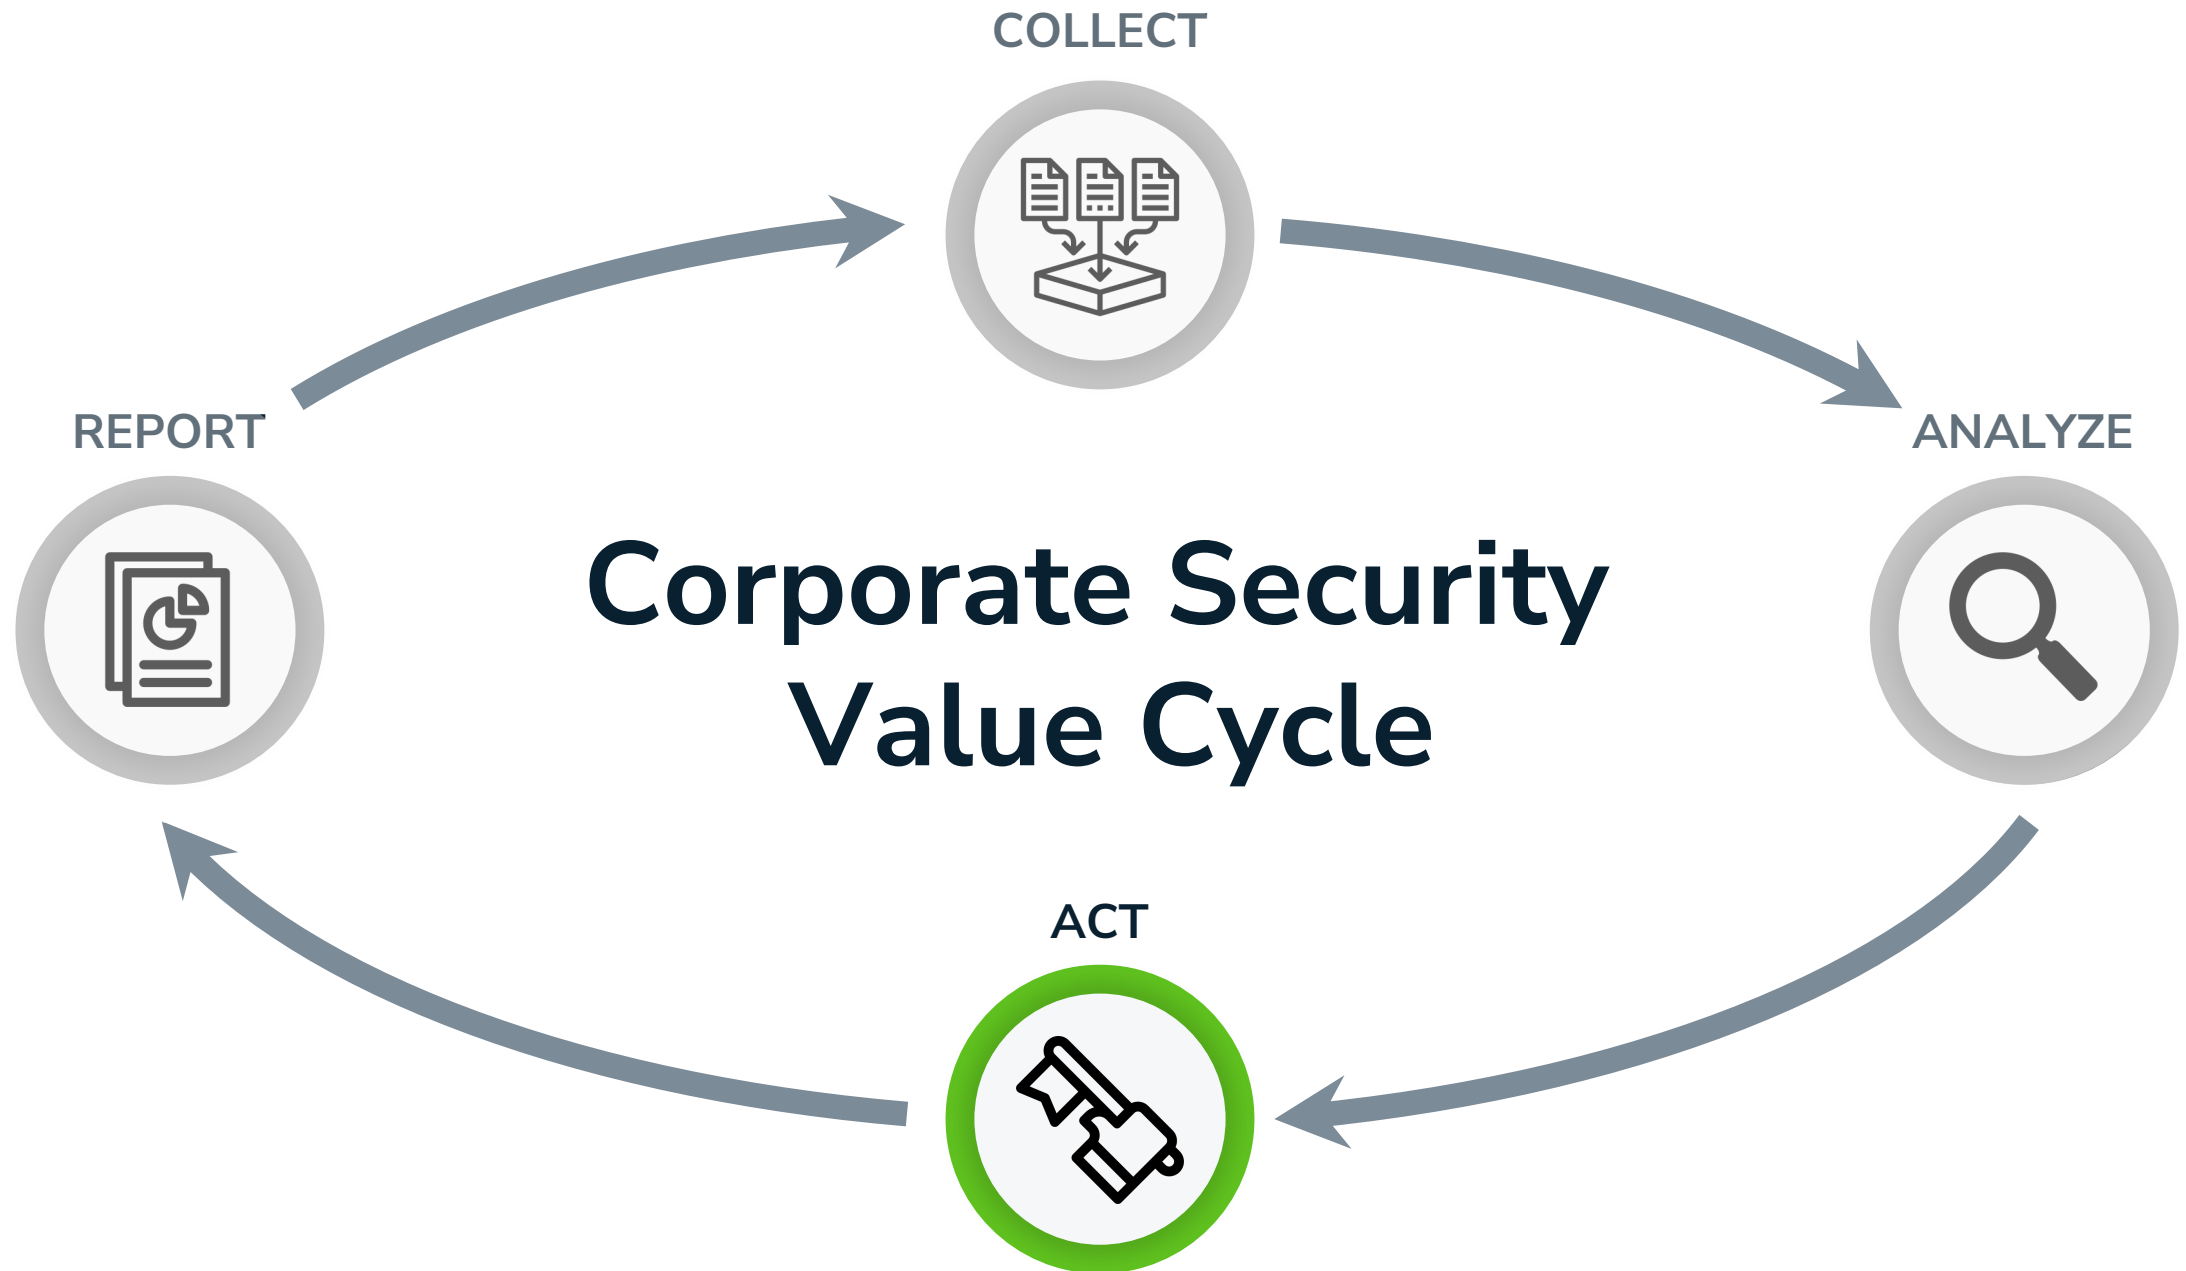 COLLECT
REPORT
ANALYZE
Corporate Security
Value Cycle
ACT